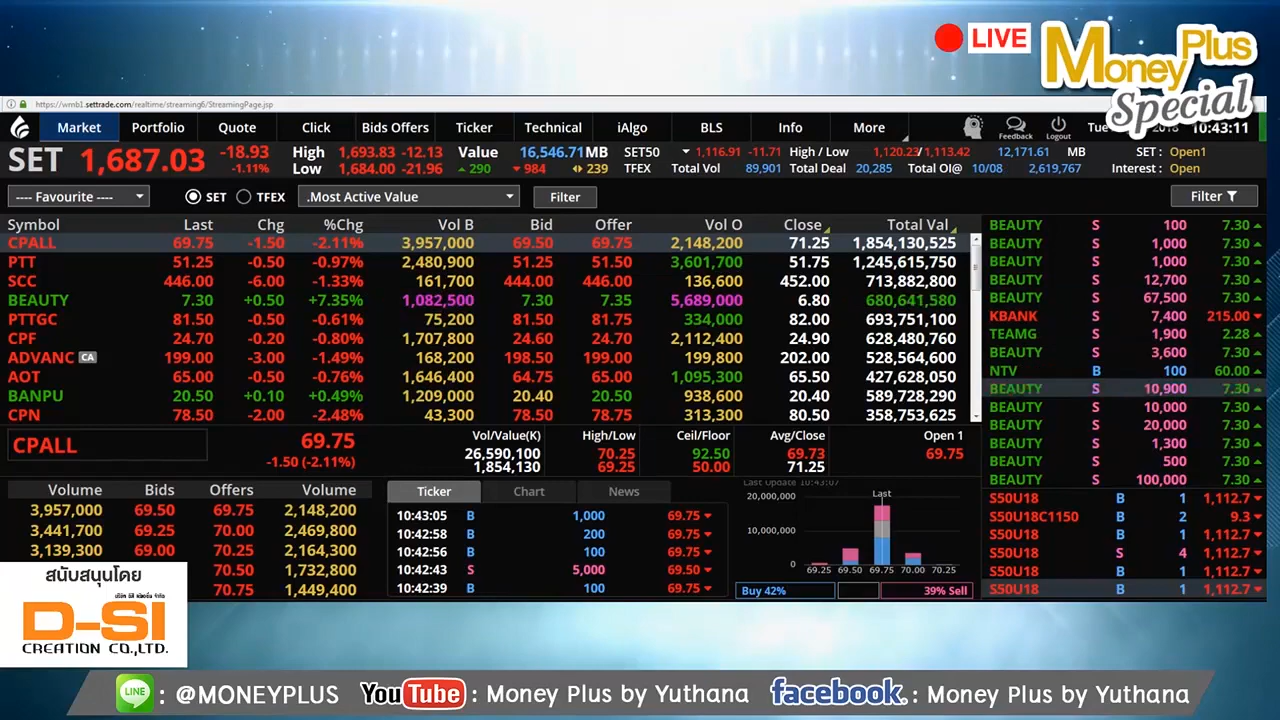 LIVE
Money Plus Special
https://wmb1.settrade.com/realtime/streaming6/StreamingPage.jsp
Market Portfolio Quote Click Bids Offers Ticker Technical iAlgo BLS Info More Feedback Logout Tue 2018 10:43:11
SET 1,687.03 -18.93 -1.11%
High 1,693.83 -12.13 Value 16,546.71 MB SET50 1,116.91 -11.71 High / Low 1,120.23/1,113.42 12,171.61 MB SET : Open1
Low 1,684.00 -21.96 290 984 239 TFEX Total Vol 89,901 Total Deal 20,285 Total OI@ 10/08 2,619,767 Interest : Open
---- Favourite ---- SET TFEX .Most Active Value Filter Filter
Symbol Last Chg %Chg Vol B Bid Offer Vol O Close Total Val
CPALL 69.75 -1.50 -2.11% 3,957,000 69.50 69.75 2,148,200 71.25 1,854,130,525
PTT 51.25 -0.50 -0.97% 2,480,900 51.25 51.50 3,601,700 51.75 1,245,615,750
SCC 446.00 -6.00 -1.33% 161,700 444.00 446.00 136,600 452.00 713,882,800
BEAUTY 7.30 +0.50 +7.35% 1,082,500 7.30 7.35 5,689,000 6.80 680,641,580
PTTGC 81.50 -0.50 -0.61% 75,200 81.50 81.75 334,000 82.00 693,751,100
CPF 24.70 -0.20 -0.80% 1,707,800 24.60 24.70 2,112,400 24.90 628,480,760
ADVANC CA 199.00 -3.00 -1.49% 168,200 198.50 199.00 199,800 202.00 528,564,600
AOT 65.00 -0.50 -0.76% 1,646,400 64.75 65.00 1,095,300 65.50 427,628,050
BANPU 20.50 +0.10 +0.49% 1,209,000 20.40 20.50 938,600 20.40 589,728,290
CPN 78.50 -2.00 -2.48% 43,300 78.50 78.75 313,300 80.50 358,753,625
BEAUTY S 100 7.30
BEAUTY S 1,000 7.30
BEAUTY S 1,000 7.30
BEAUTY S 12,700 7.30
BEAUTY S 67,500 7.30
KBANK S 7,400 215.00
TEAMG S 1,900 2.28
BEAUTY S 3,600 7.30
NTV B 100 60.00
BEAUTY S 10,900 7.30
BEAUTY S 10,000 7.30
BEAUTY S 20,000 7.30
BEAUTY S 1,300 7.30
BEAUTY S 500 7.30
BEAUTY S 100,000 7.30
S50U18 B 1 1,112.7
S50U18C1150 B 2 9.3
S50U18 B 1 1,112.7
S50U18 S 4 1,112.7
S50U18 B 1 1,112.7
S50U18 B 1 1,112.7
CPALL 69.75 -1.50 (-2.11%)
Vol/Value(K) High/Low Ceil/Floor Avg/Close Open 1
26,590,100 70.25 92.50 69.73 69.75
1,854,130 69.25 50.00 71.25
Volume Bids Offers Volume
3,957,000 69.50 69.75 2,148,200
3,441,700 69.25 70.00 2,469,800
3,139,300 69.00 70.25 2,164,300
70.50 1,732,800
70.75 1,449,400
Ticker Chart News
10:43:05 B 1,000 69.75
10:42:58 B 200 69.75
10:42:56 B 100 69.75
10:42:43 S 5,000 69.50
10:42:39 B 100 69.75
Last Update 10:43:07
Last
20,000,000
10,000,000
0
69.25 69.50 69.75 70.00 70.25
Buy 42% 39% Sell
สนับสนุนโดย
บริษัท ดีสิ ครีเอชั่น จำกัด
D-SI
CREATION CO.,LTD.
LINE : @MONEYPLUS YouTube : Money Plus by Yuthana facebook. : Money Plus by Yuthana